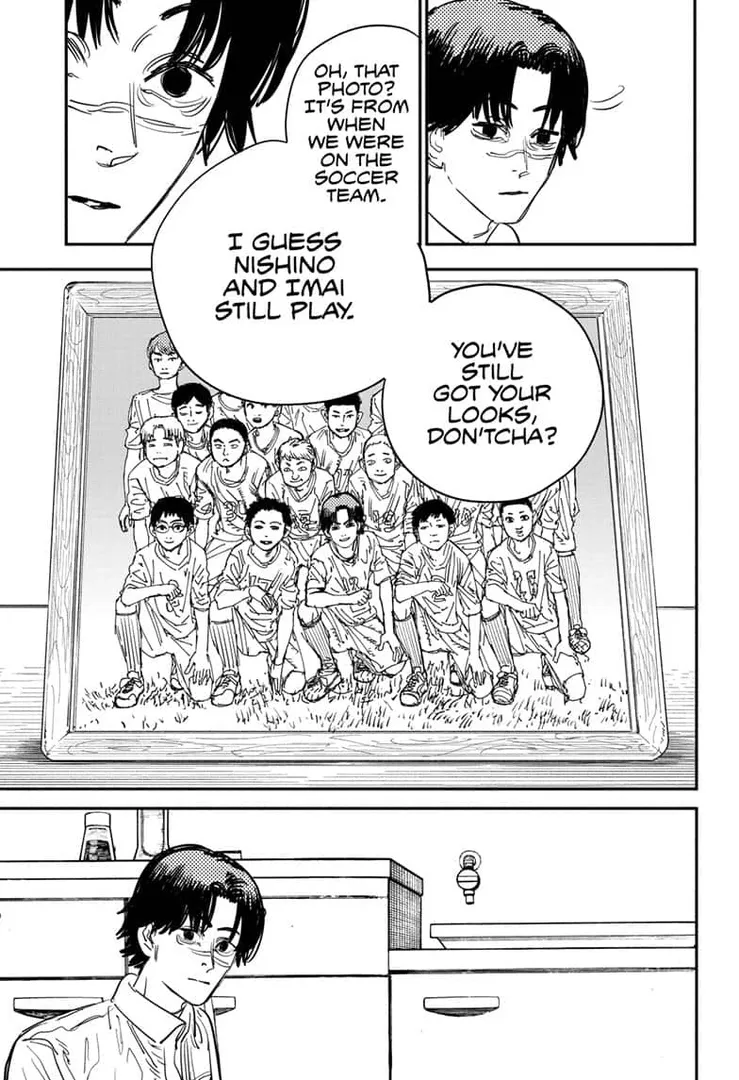 OH, THAT
PHOTO?
IT'S FROM
WHEN
WE WERE
ON THE
SOCCER
TEAM.
I GUESS
NISHINO
AND IMAI
STILL PLAY.
YOU'VE
STILL
GOT YOUR
LOOKS,
DON'TCHA?